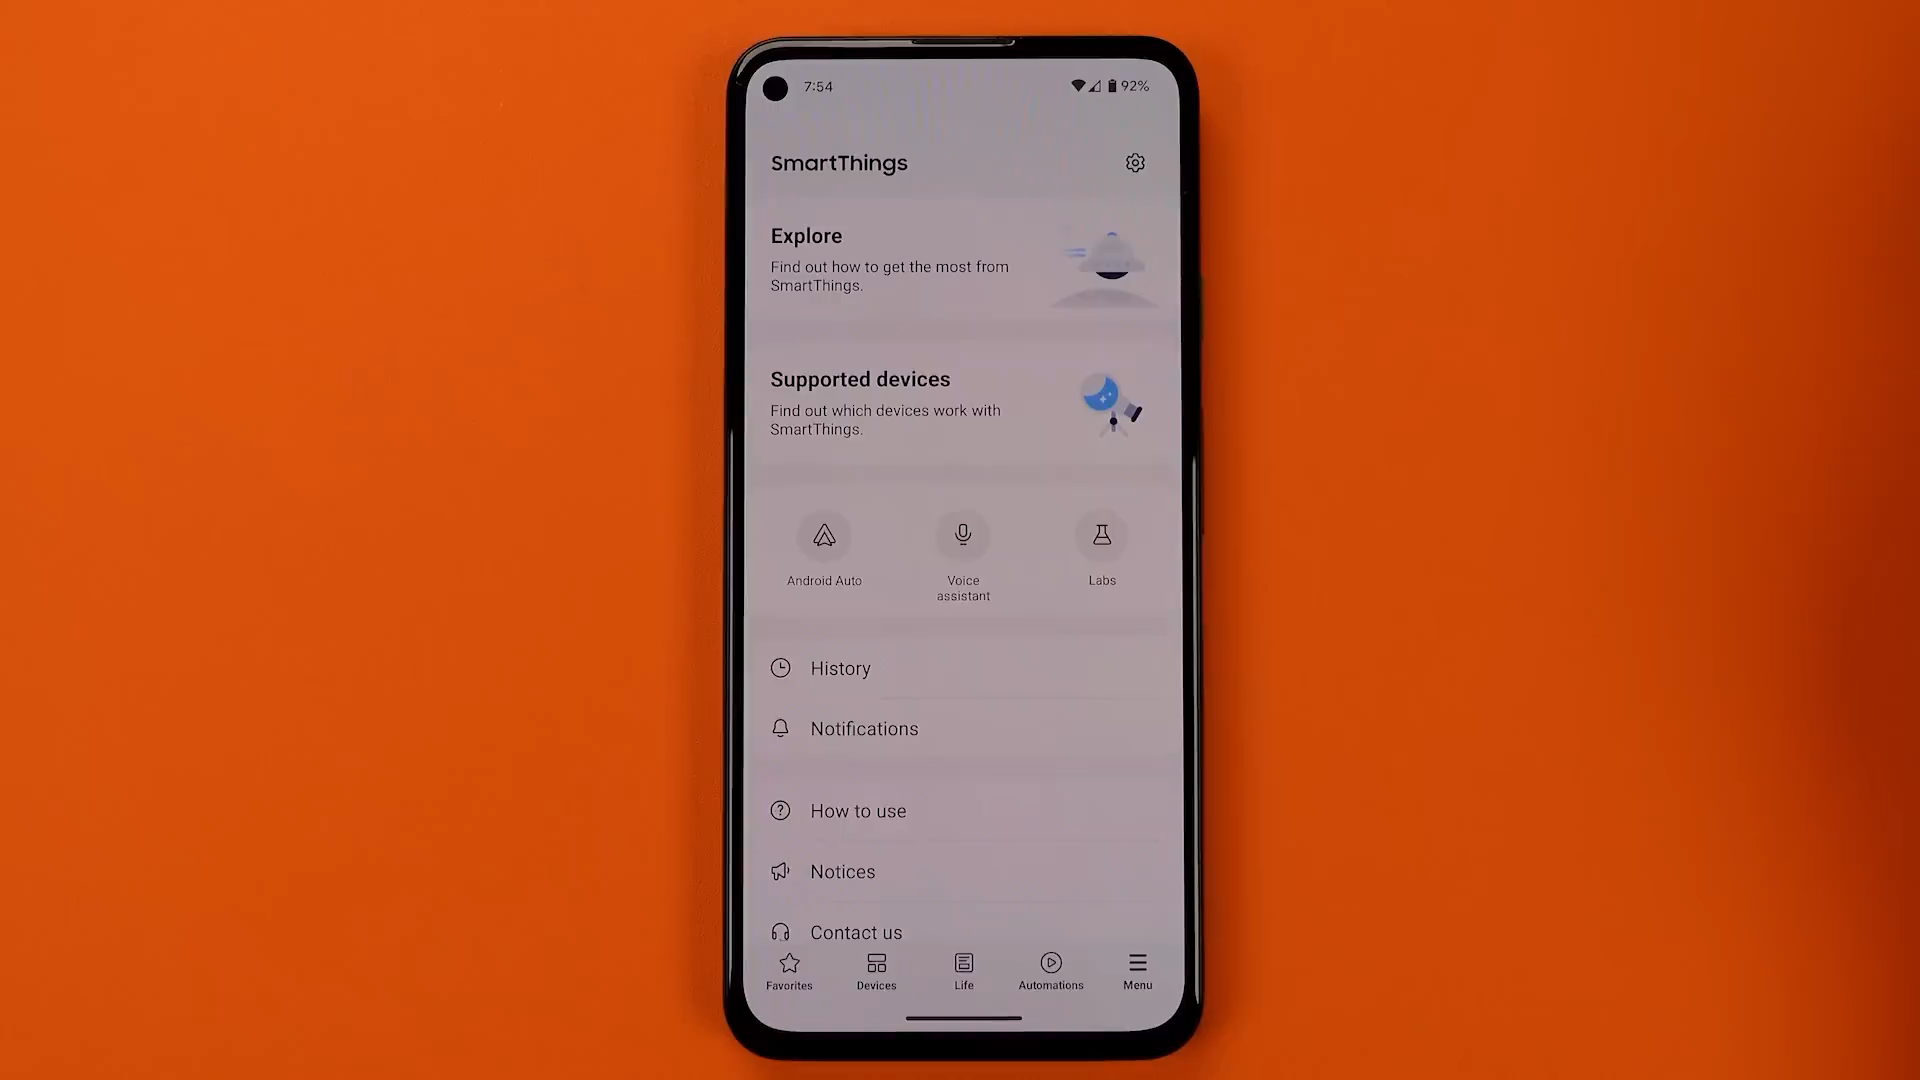 7:54
92%
SmartThings
Explore
Find out how to get the most from
SmartThings.
Supported devices
Find out which devices work with
SmartThings.
Android Auto
Voice
assistant
Labs
History
Notifications
How to use
Notices
Contact us
Favorites
Devices
Life
Automations
Menu